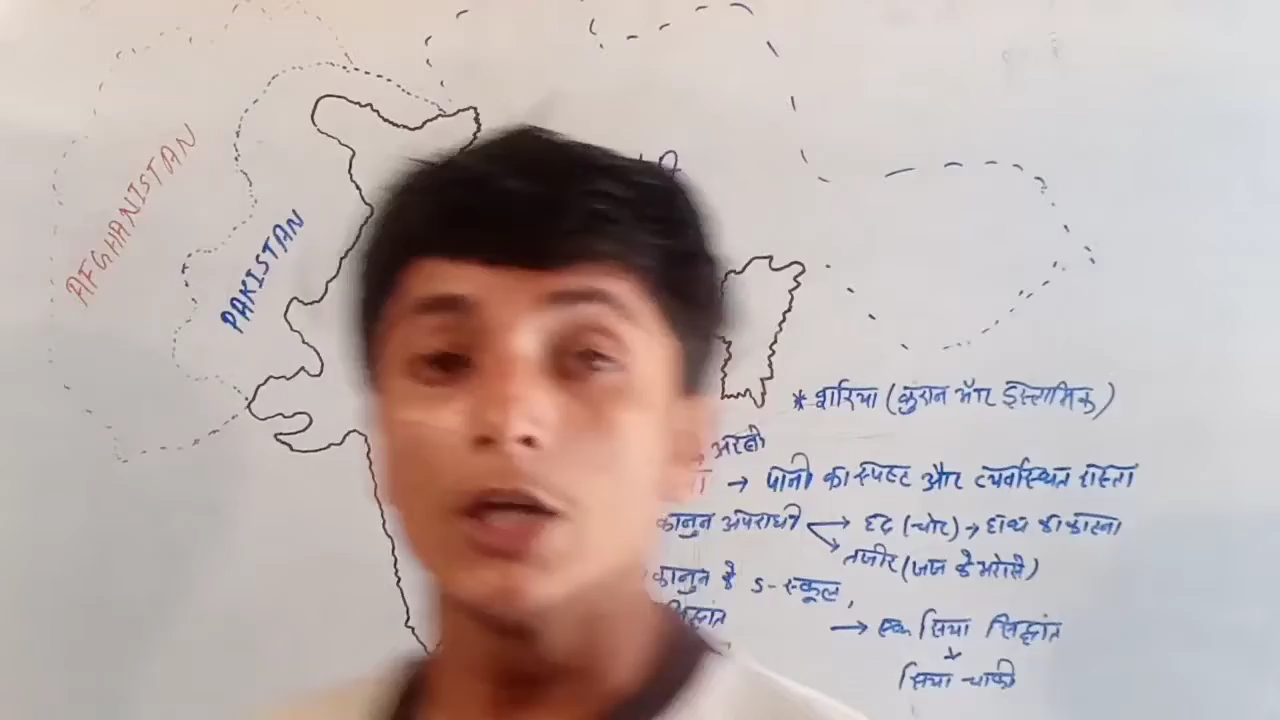 AFGHANISTAN
PAKISTAN
* शरिया (कुरान और इस्लामिक)
अरबी
→ पानी का स्पष्ट और व्यवस्थित रास्ता
कानुन अपराधी → हद (चोर) → हाथ को काटना
→ तजीर (जज के भरोसे)
कानुन के 5-स्कूल,
सिद्धांत → एक सिया सिद्धांत
सिया